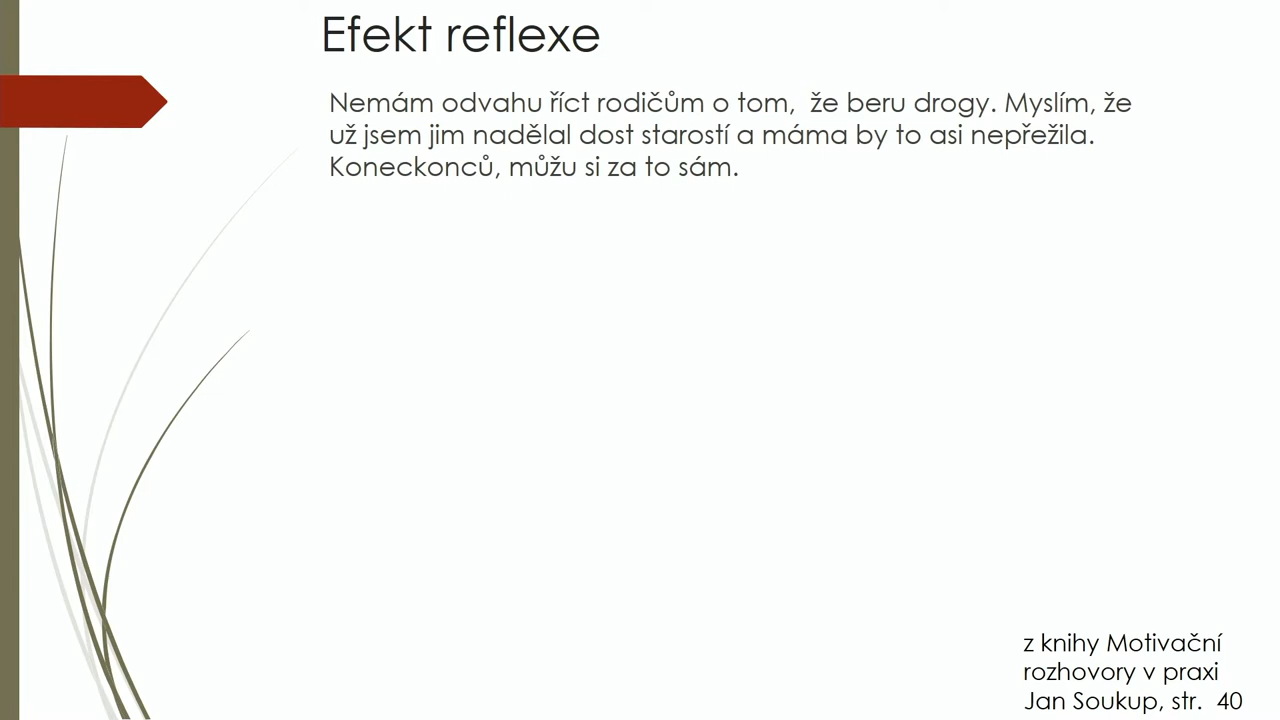 Efekt reflexe
Nemám odvahu říct rodičům o tom,  že beru drogy. Myslím, že
už jsem jim nadělal dost starostí a máma by to asi nepřežila.
Koneckonců, můžu si za to sám.
z knihy Motivační
rozhovory v praxi
Jan Soukup, str.  40